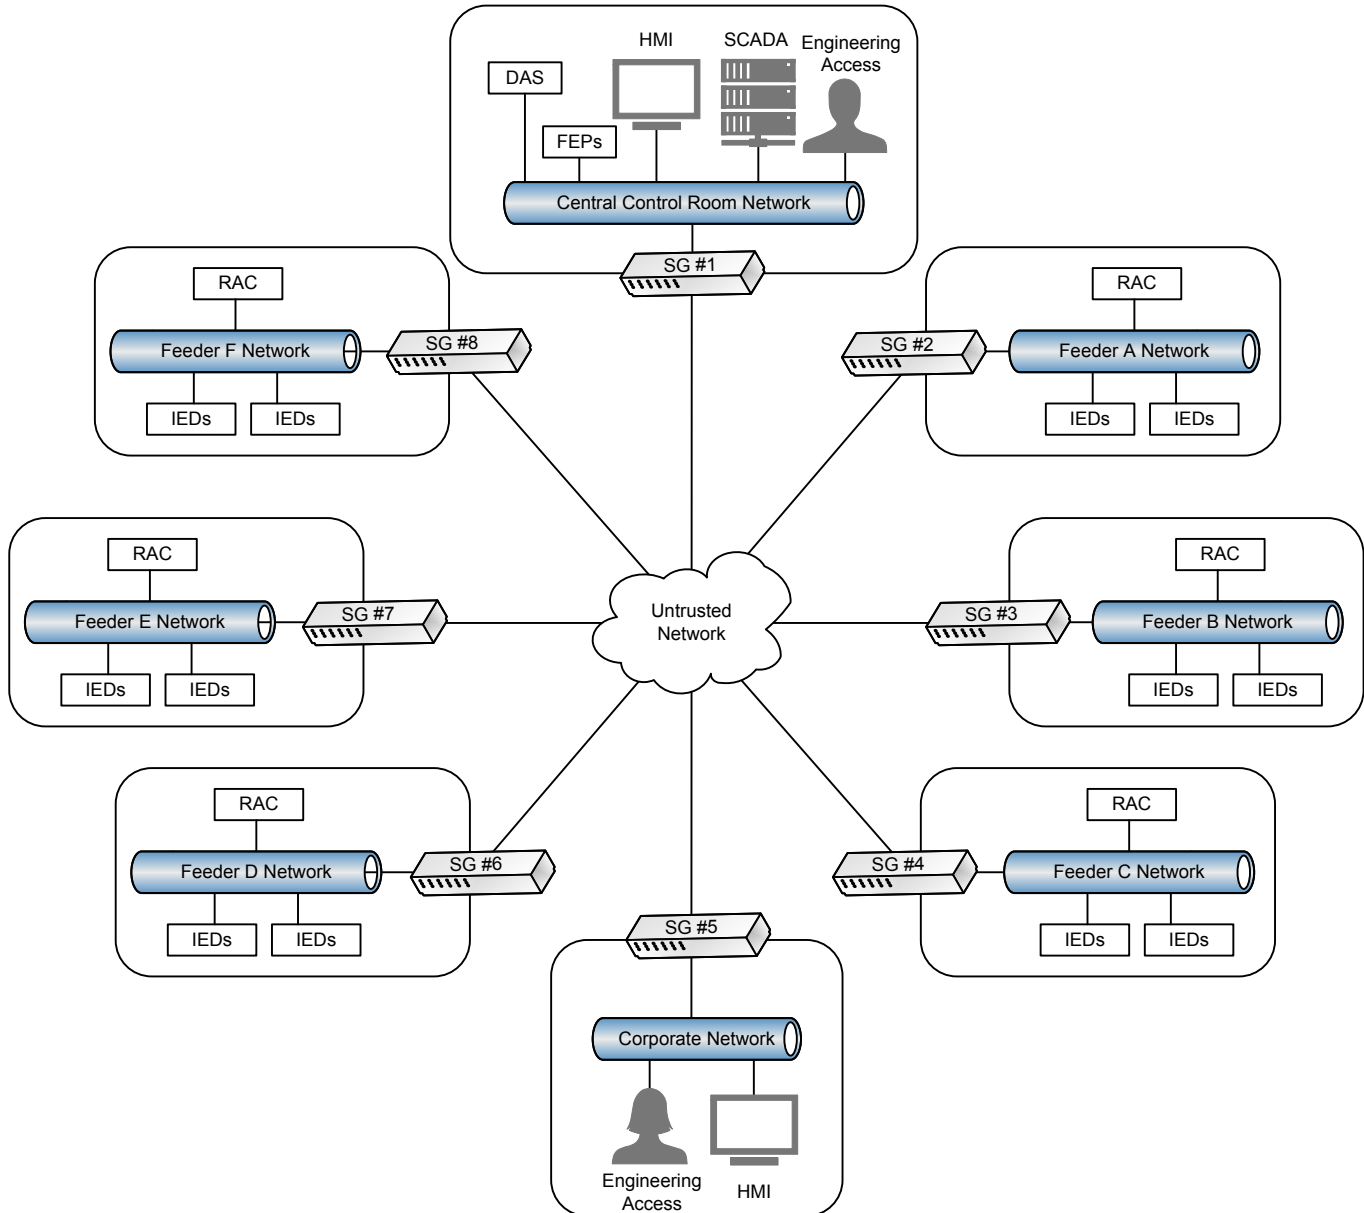 HMI
SCADA
Engineering
Access
DAS
FEPs
Central Control Room Network
SG #1
RAC
Feeder F Network
IEDs
IEDs
SG #8
SG #2
RAC
Feeder A Network
IEDs
IEDs
RAC
Feeder E Network
IEDs
IEDs
SG #7
Untrusted
Network
SG #3
RAC
Feeder B Network
IEDs
IEDs
RAC
Feeder D Network
IEDs
IEDs
SG #6
SG #4
RAC
Feeder C Network
IEDs
IEDs
SG #5
Corporate Network
Engineering
Access
HMI